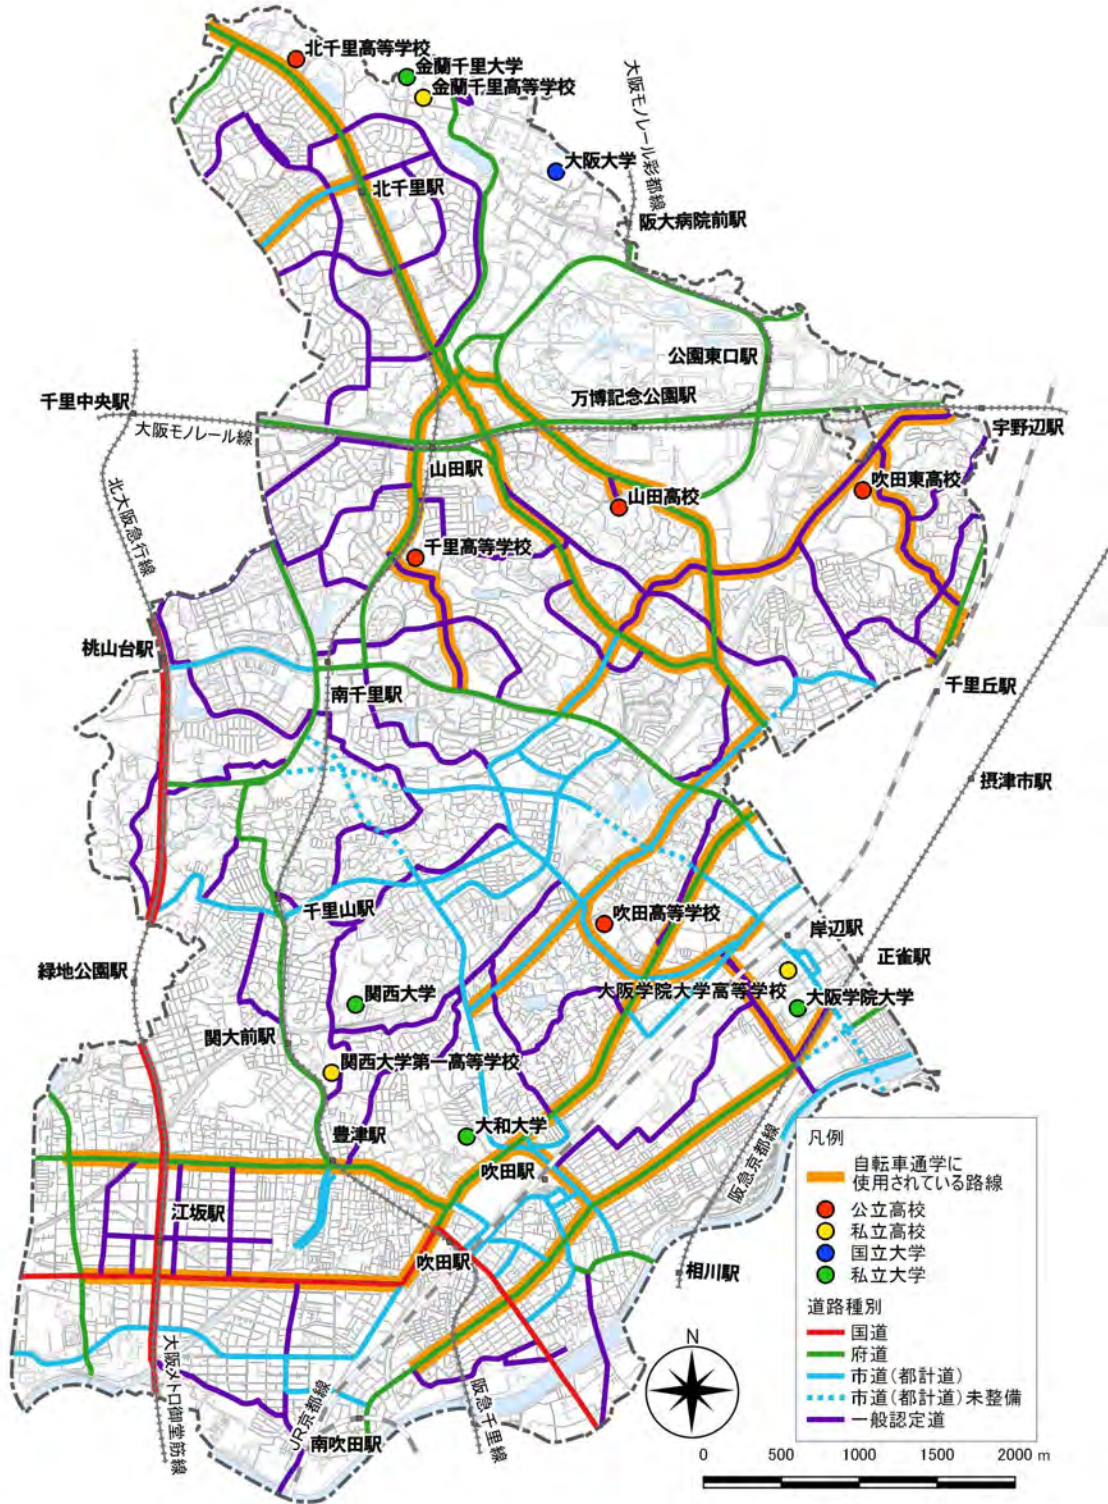 北千里高等学校
金蘭千里大学
金蘭千里高等学校
大阪モノレール彩都線
大阪大学
北千里駅
阪大病院前駅
公園東口駅
万博記念公園駅
千里中央駅
大阪モノレール線
宇野辺駅
山田駅
吹田東高校
山田高校
北大阪急行線
千里高等学校
桃山台駅
南千里駅
千里丘駅
摂津市駅
千里山駅
吹田高等学校
岸辺駅
正雀駅
緑地公園駅
大阪学院大学高等学校
関西大学
大阪学院大学
関大前駅
関西大学第一高等学校
大和大学
豊津駅
阪急京都線
吹田駅
江坂駅
吹田駅
相川駅
大阪メトロ御堂筋線
JR京都線
阪急千里線
南吹田駅
凡例
自転車通学に
使用されている路線
公立高校
私立高校
国立大学
私立大学
道路種別
国道
府道
市道(都計道)
市道(都計道)未整備
一般認定道
N
0 500 1000 2000 m